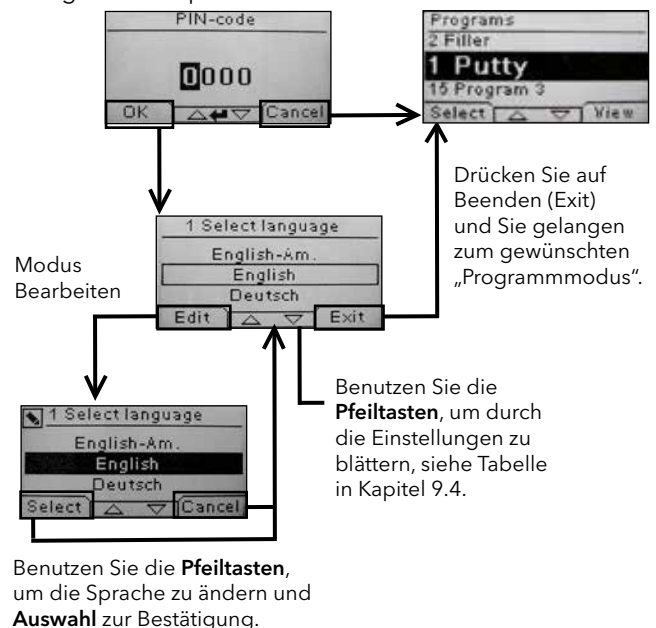 PIN-code
0000
OK
Cancel
Programs
2 Filler
1 Putty
15 Program 3
Select
View
Drücken Sie auf
Beenden (Exit)
und Sie gelangen
zum gewünschten
„Programmmodus“.
1 Select language
English-Am.
English
Deutsch
Edit
Exit
Modus
Bearbeiten
Benutzen Sie die
Pfeiltasten, um durch
die Einstellungen zu
blättern, siehe Tabelle
in Kapitel 9.4.
1 Select language
English-Am.
English
Deutsch
Select
Cancel
Benutzen Sie die Pfeiltasten,
um die Sprache zu ändern und
Auswahl zur Bestätigung.